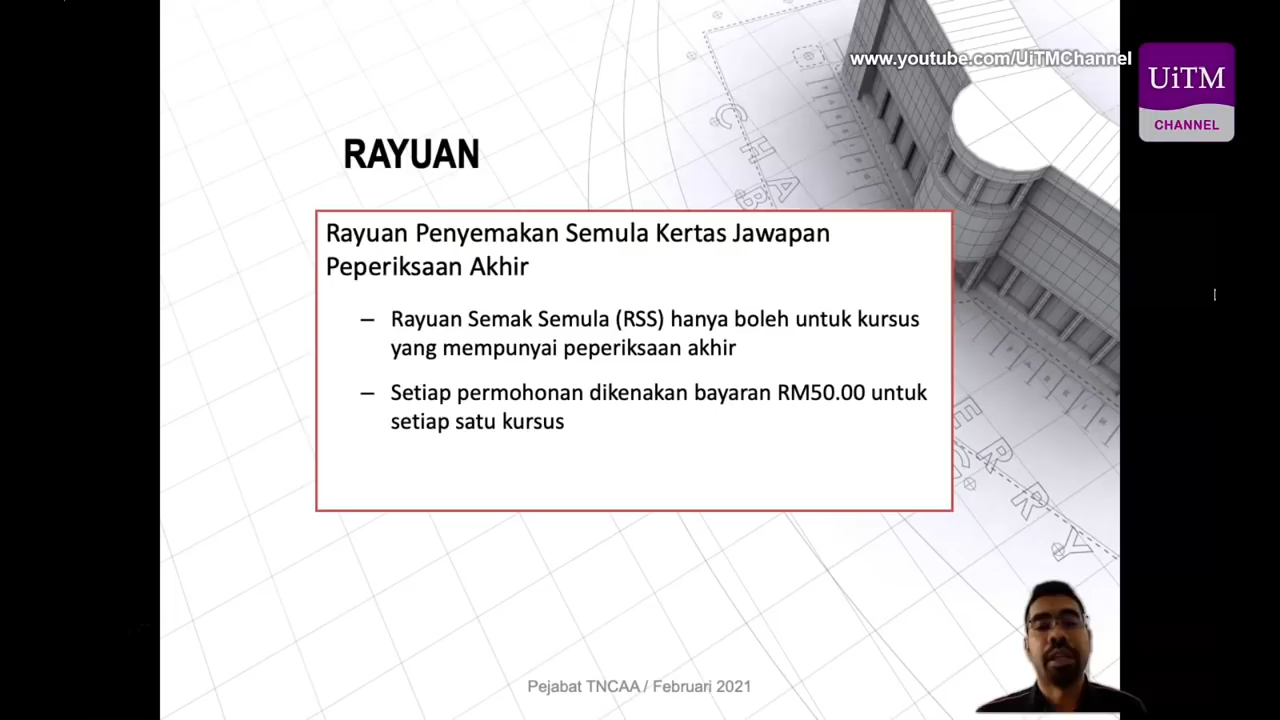 www.youtube.com/UiTMChannel
UiTM
CHANNEL
RAYUAN
Rayuan Penyemakan Semula Kertas Jawapan
Peperiksaan Akhir
– Rayuan Semak Semula (RSS) hanya boleh untuk kursus
yang mempunyai peperiksaan akhir
– Setiap permohonan dikenakan bayaran RM50.00 untuk
setiap satu kursus
Pejabat TNCAA / Februari 2021